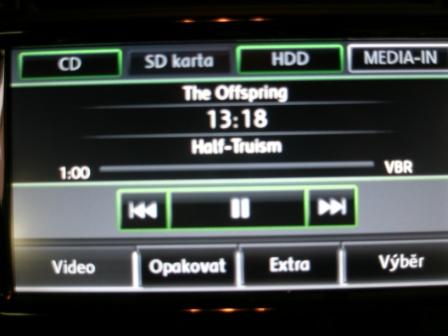 CD SD karta HDD MEDIA-IN
The Offspring
13:18
Half-Truism
1:00 VBR
Video Opakovat Extra Výběr